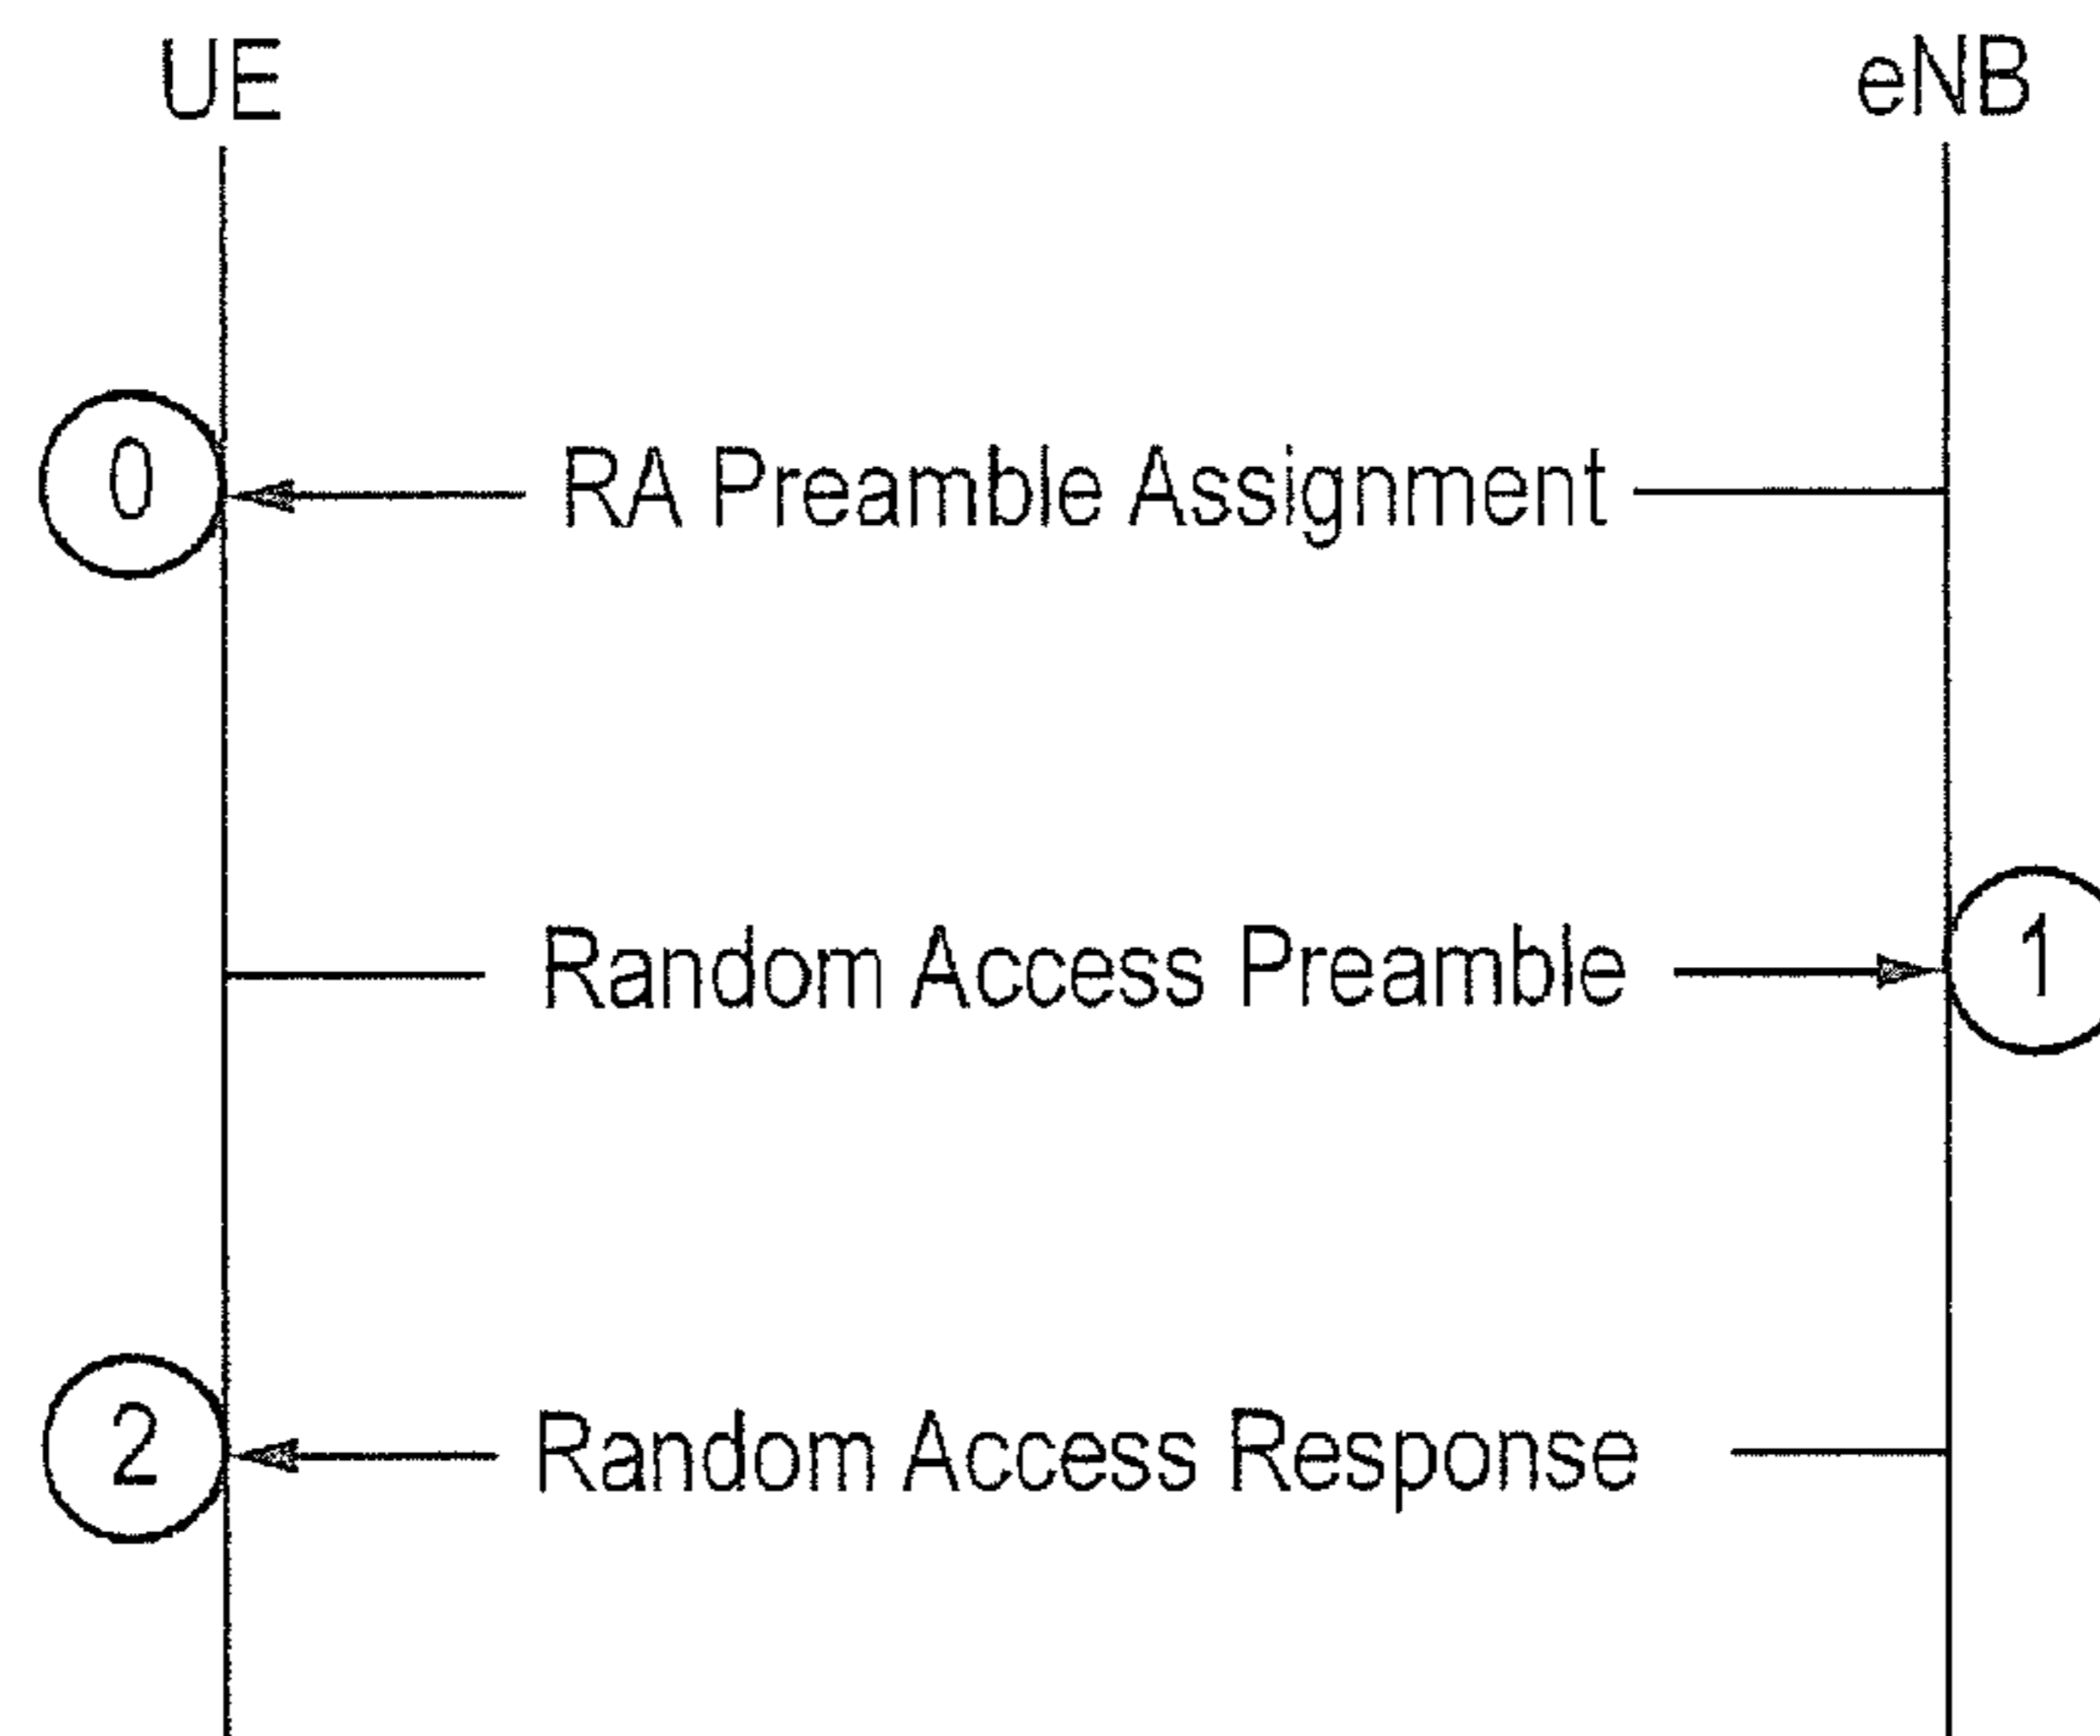 UE
eNB
0
RA Preamble Assignment
Random Access Preamble
1
2
Random Access Response